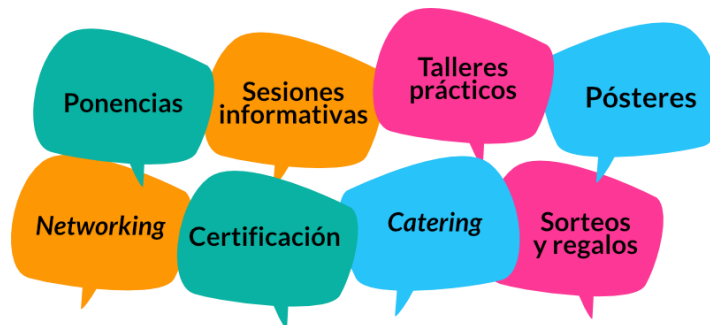 Ponencias
Sesiones
informativas
Talleres
prácticos
Pósteres
Networking
Certificación
Catering
Sorteos
y regalos